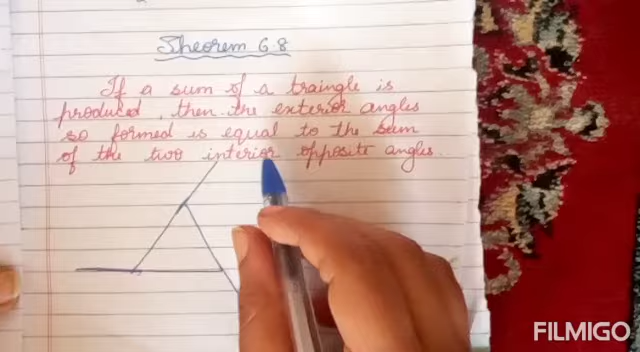 Theorem 6.8
If a sum of a traingle is
produced, then the exterior angles
so formed is equal to the sum
of the two interior opposite angles.
FILMIGO